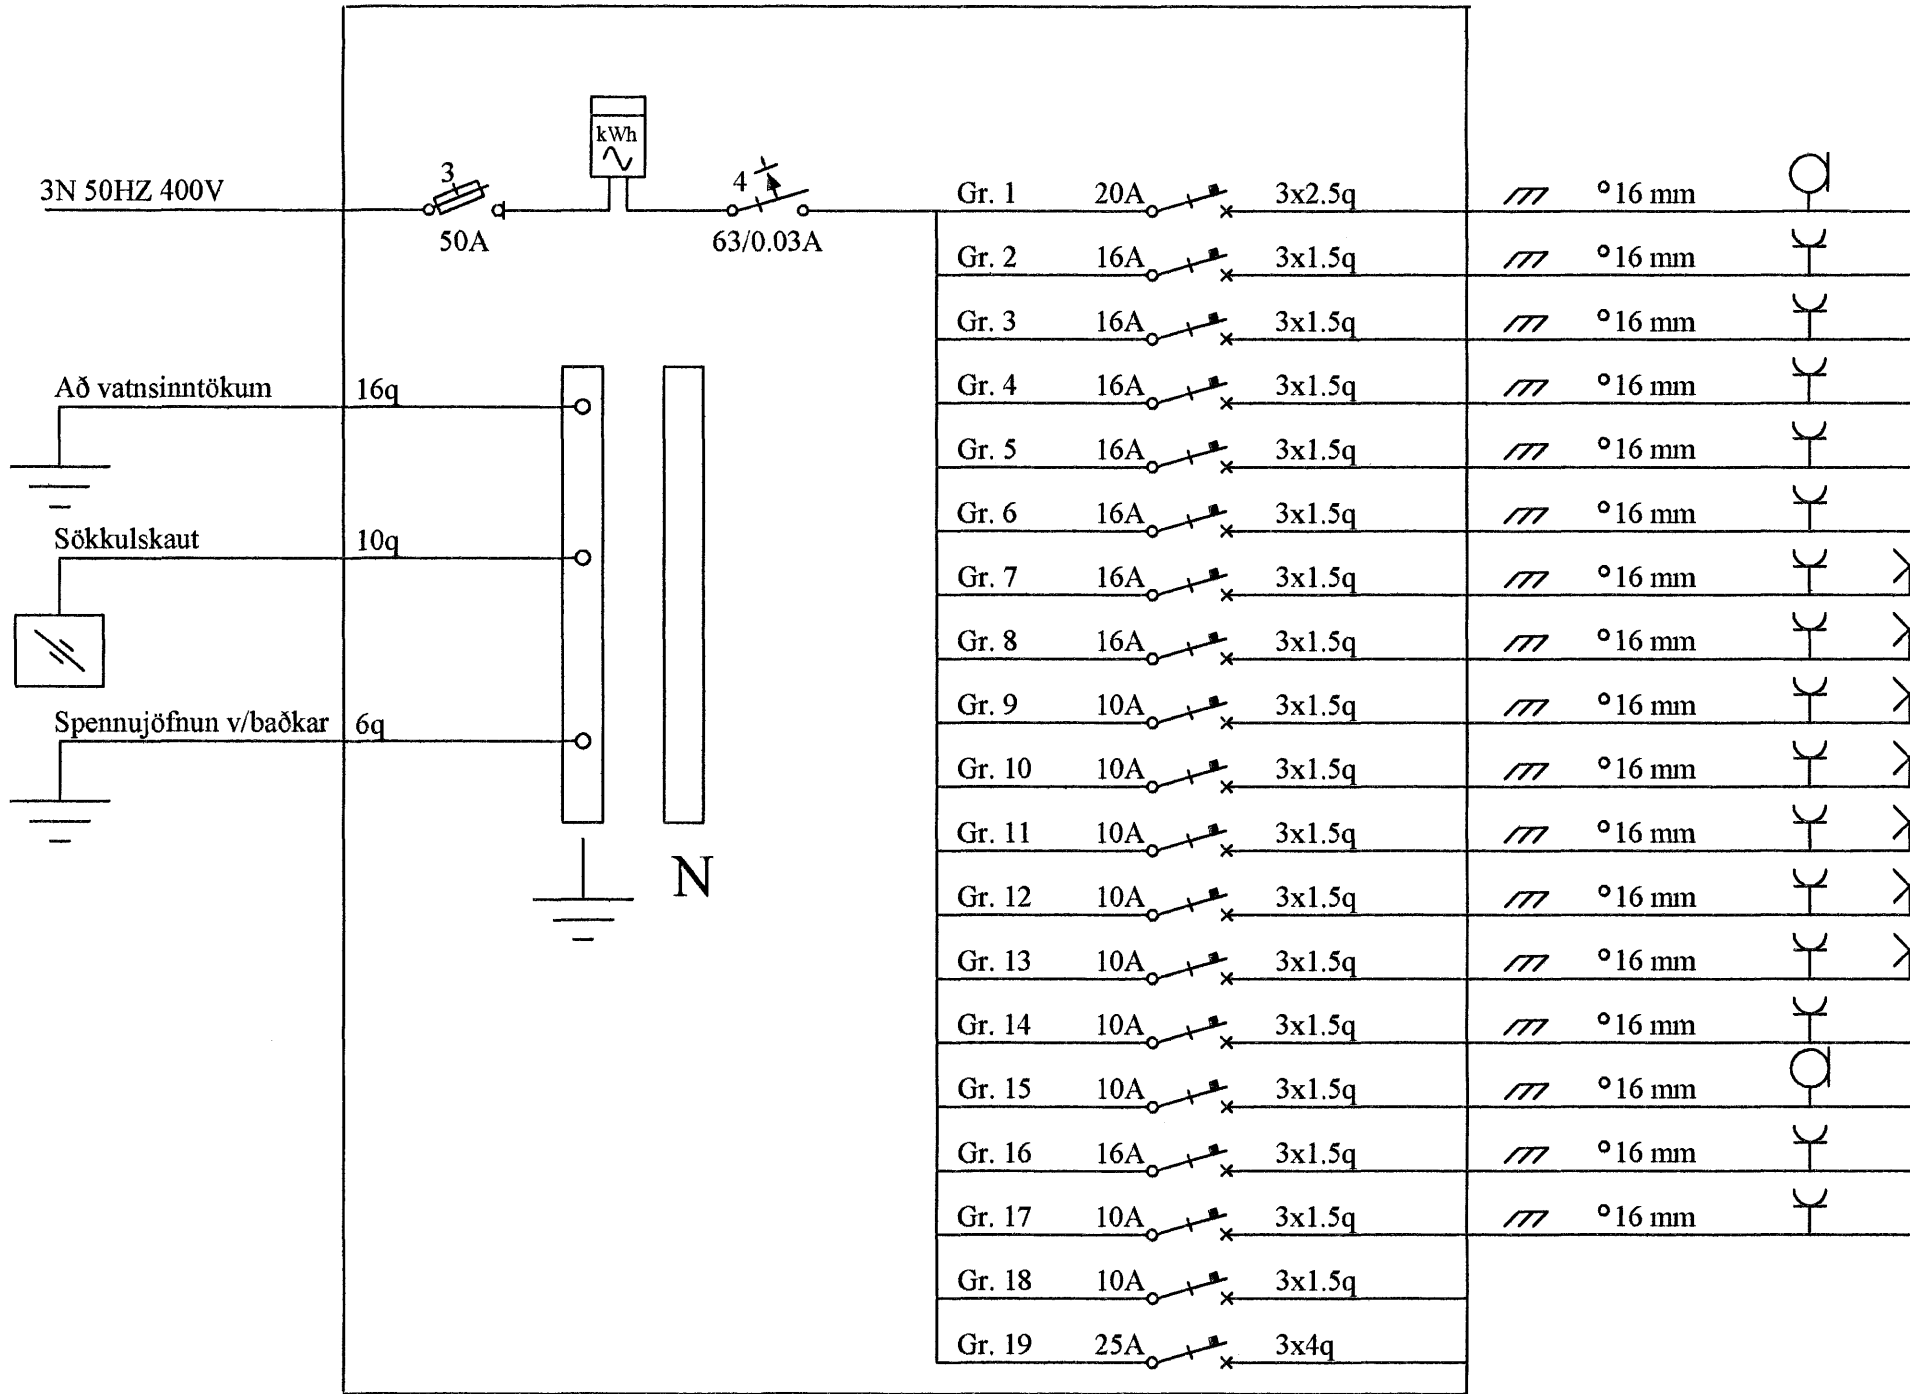 3N 50HZ 400V
3
50A
kWh
4
63/0.03A
Að vatnsinntökum 16q
Sökkulskaut 10q
Spennujöfnun v/baðkar 6q
N
Gr. 1 20A 3x2.5q °16 mm
Gr. 2 16A 3x1.5q °16 mm
Gr. 3 16A 3x1.5q °16 mm
Gr. 4 16A 3x1.5q °16 mm
Gr. 5 16A 3x1.5q °16 mm
Gr. 6 16A 3x1.5q °16 mm
Gr. 7 16A 3x1.5q °16 mm
Gr. 8 16A 3x1.5q °16 mm
Gr. 9 10A 3x1.5q °16 mm
Gr. 10 10A 3x1.5q °16 mm
Gr. 11 10A 3x1.5q °16 mm
Gr. 12 10A 3x1.5q °16 mm
Gr. 13 10A 3x1.5q °16 mm
Gr. 14 10A 3x1.5q °16 mm
Gr. 15 10A 3x1.5q °16 mm
Gr. 16 16A 3x1.5q °16 mm
Gr. 17 10A 3x1.5q °16 mm
Gr. 18 10A 3x1.5q
Gr. 19 25A 3x4q